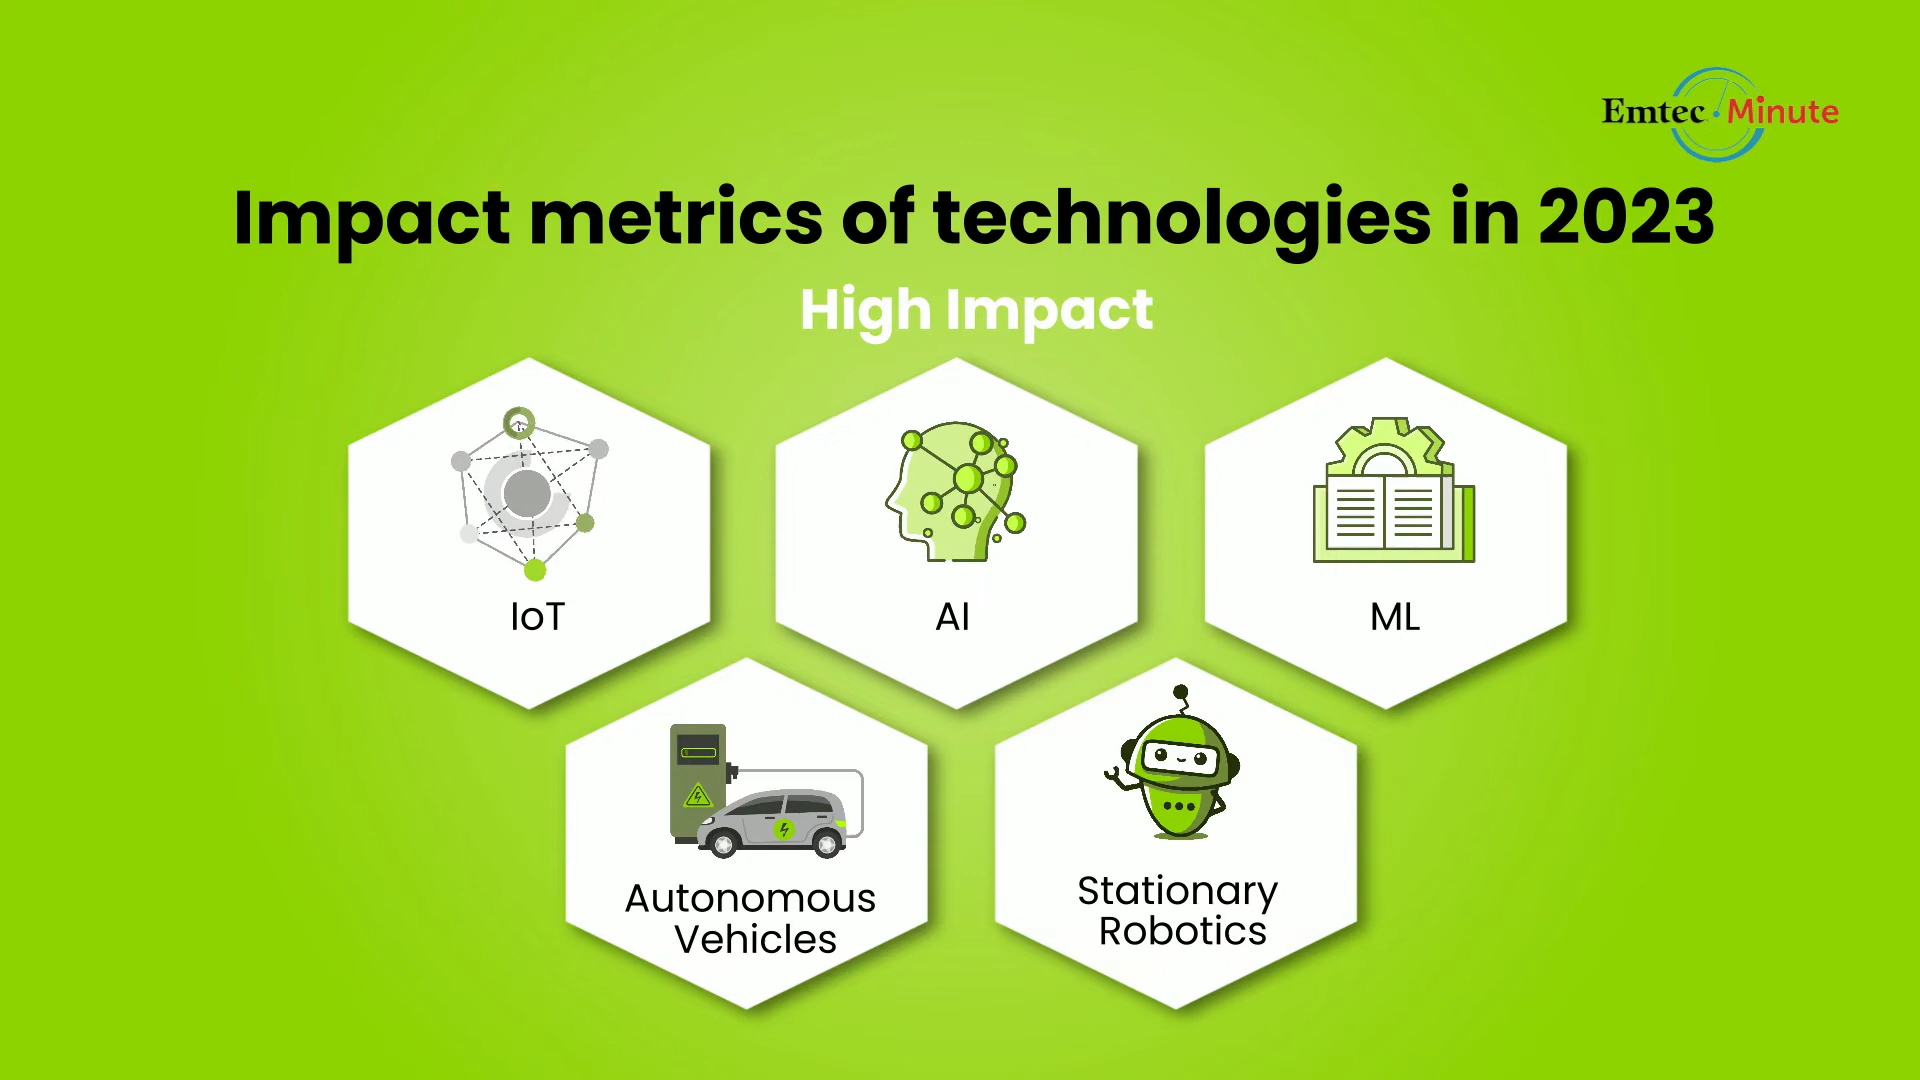 Emtec Minute
Impact metrics of technologies in 2023
High Impact
IoT
AI
ML
Autonomous
Vehicles
Stationary
Robotics